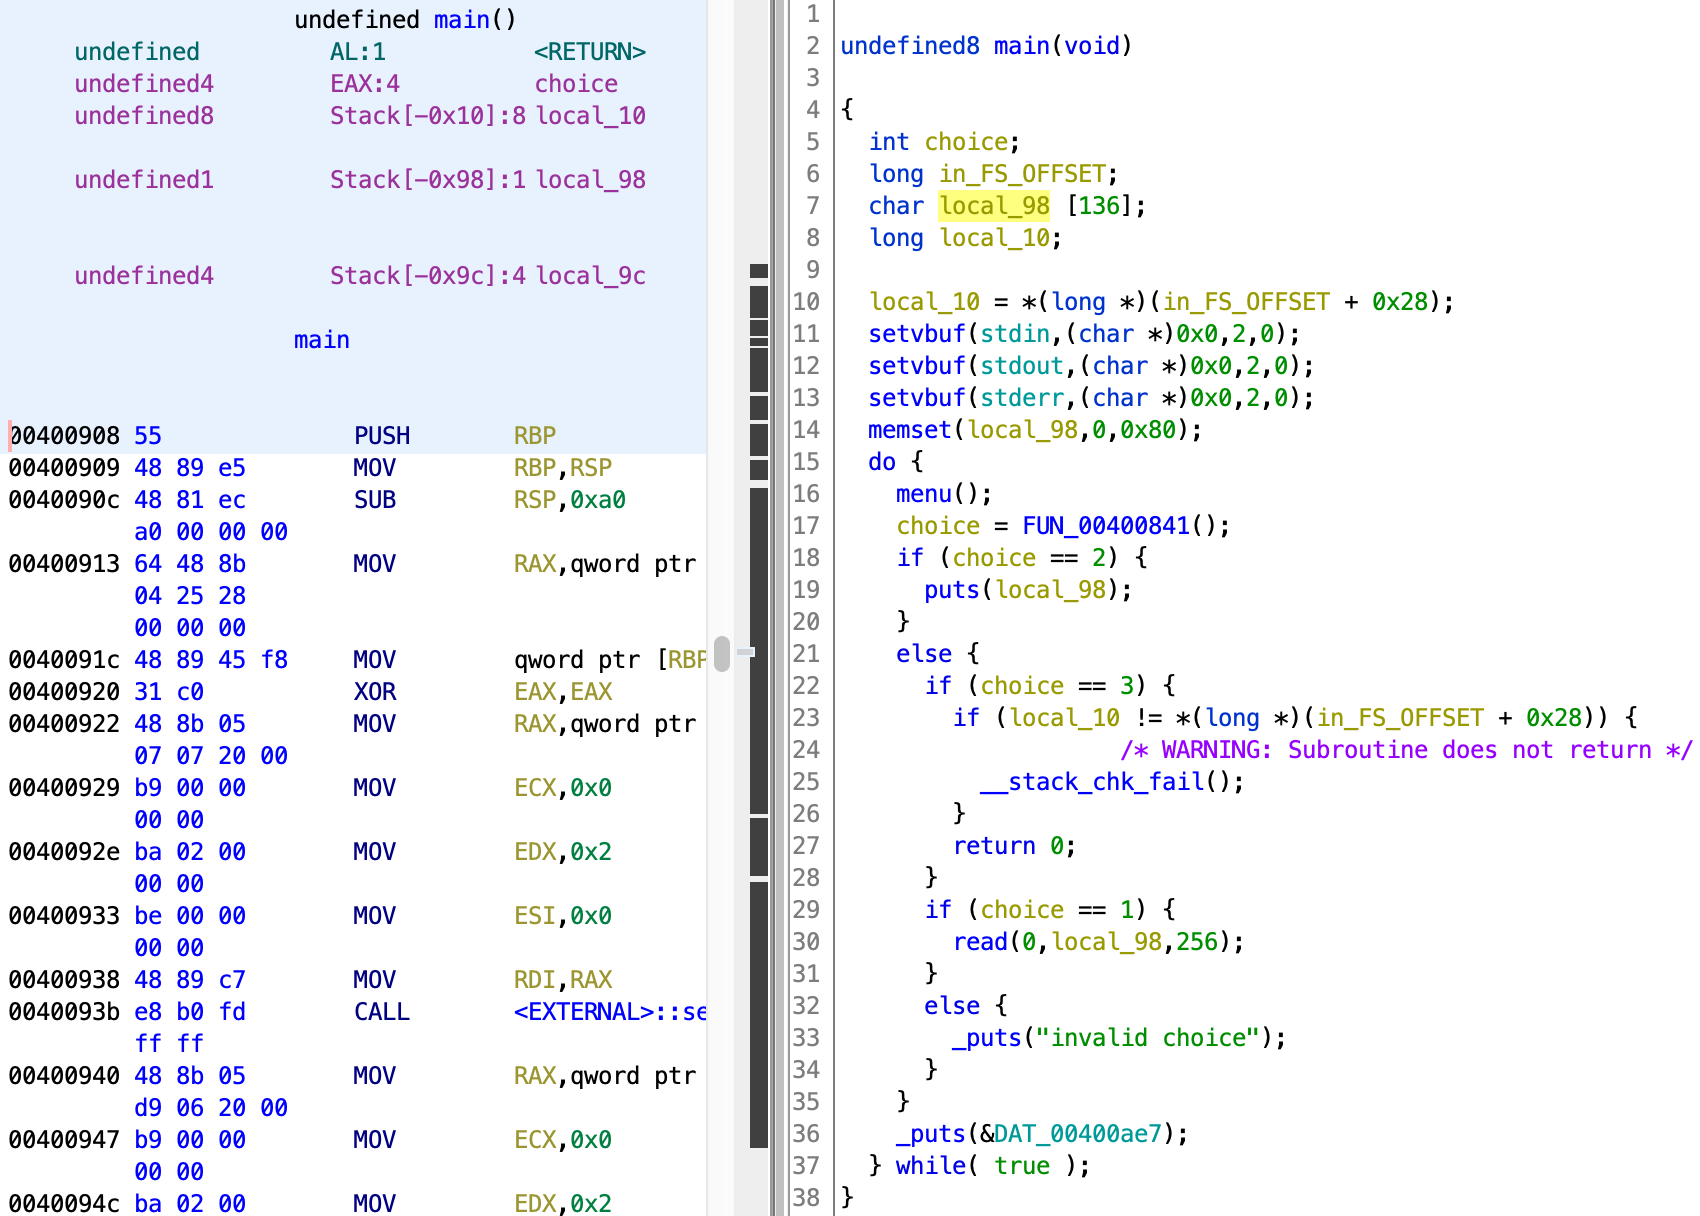 undefined main()
undefined AL:1 <RETURN>
undefined4 EAX:4 choice
undefined8 Stack[-0x10]:8 local_10
undefined1 Stack[-0x98]:1 local_98
undefined4 Stack[-0x9c]:4 local_9c
main
00400908 55 PUSH RBP
00400909 48 89 e5 MOV RBP,RSP
0040090c 48 81 ec SUB RSP,0xa0
a0 00 00 00
00400913 64 48 8b MOV RAX,qword ptr
04 25 28
00 00 00
0040091c 48 89 45 f8 MOV qword ptr [RBP
00400920 31 c0 XOR EAX,EAX
00400922 48 8b 05 MOV RAX,qword ptr
07 07 20 00
00400929 b9 00 00 MOV ECX,0x0
00 00
0040092e ba 02 00 MOV EDX,0x2
00 00
00400933 be 00 00 MOV ESI,0x0
00 00
00400938 48 89 c7 MOV RDI,RAX
0040093b e8 b0 fd CALL <EXTERNAL>::se
ff ff
00400940 48 8b 05 MOV RAX,qword ptr
d9 06 20 00
00400947 b9 00 00 MOV ECX,0x0
00 00
0040094c ba 02 00 MOV EDX,0x2
1
2 undefined8 main(void)
3
4 {
5 int choice;
6 long in_FS_OFFSET;
7 char local_98 [136];
8 long local_10;
9
10 local_10 = *(long *)(in_FS_OFFSET + 0x28);
11 setvbuf(stdin,(char *)0x0,2,0);
12 setvbuf(stdout,(char *)0x0,2,0);
13 setvbuf(stderr,(char *)0x0,2,0);
14 memset(local_98,0,0x80);
15 do {
16 menu();
17 choice = FUN_00400841();
18 if (choice == 2) {
19 puts(local_98);
20 }
21 else {
22 if (choice == 3) {
23 if (local_10 != *(long *)(in_FS_OFFSET + 0x28)) {
24 /* WARNING: Subroutine does not return */
25 __stack_chk_fail();
26 }
27 return 0;
28 }
29 if (choice == 1) {
30 read(0,local_98,256);
31 }
32 else {
33 _puts("invalid choice");
34 }
35 }
36 _puts(&DAT_00400ae7);
37 } while( true );
38 }